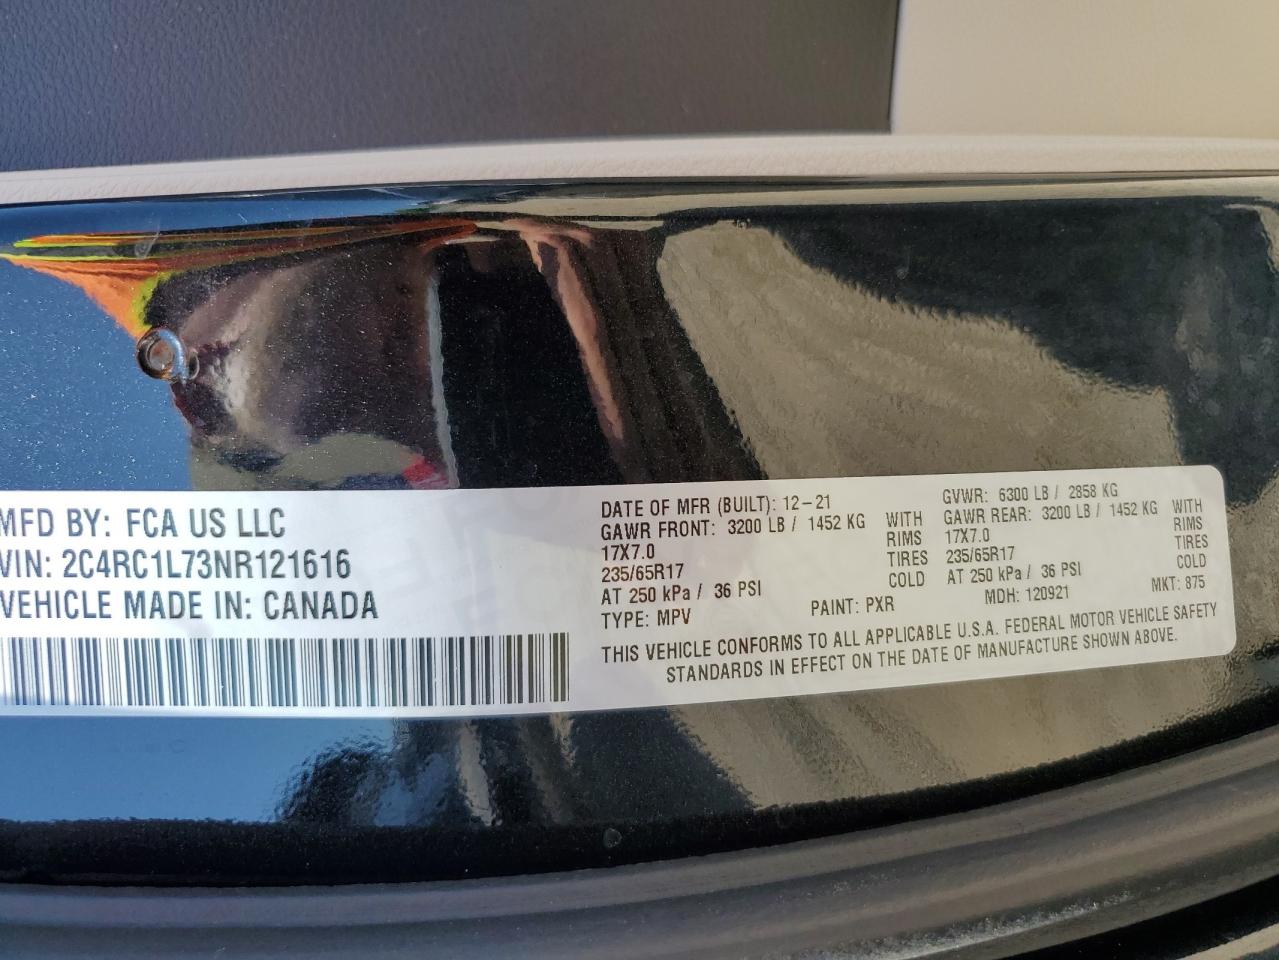 MFD BY: FCA US LLC
VIN: 2C4RC1L73NR121616
VEHICLE MADE IN: CANADA
DATE OF MFR (BUILT): 12-21 GVWR: 6300 LB / 2858 KG
GAWR FRONT: 3200 LB / 1452 KG WITH GAWR REAR: 3200 LB / 1452 KG WITH
17X7.0 RIMS 17X7.0 RIMS
235/65R17 TIRES 235/65R17 TIRES
AT 250 kPa / 36 PSI COLD AT 250 kPa / 36 PSI COLD
TYPE: MPV PAINT: PXR MDH: 120921 MKT: 875
THIS VEHICLE CONFORMS TO ALL APPLICABLE U.S.A. FEDERAL MOTOR VEHICLE SAFETY
STANDARDS IN EFFECT ON THE DATE OF MANUFACTURE SHOWN ABOVE.